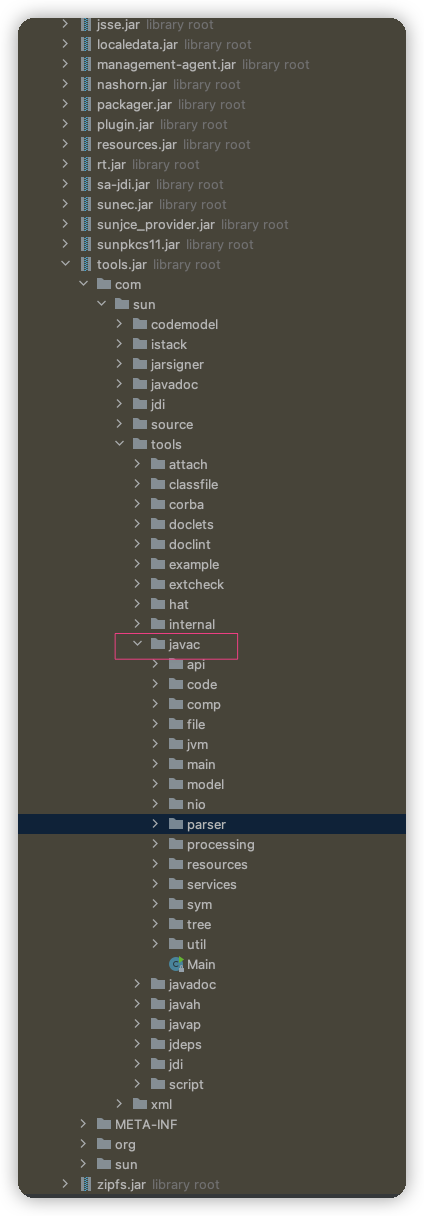 jsse.jar library root
localedata.jar library root
management-agent.jar library root
nashorn.jar library root
packager.jar library root
plugin.jar library root
resources.jar library root
rt.jar library root
sa-jdi.jar library root
sunec.jar library root
sunjce_provider.jar library root
sunpkcs11.jar library root
tools.jar library root
com
sun
codemodel
istack
jarsigner
javadoc
jdi
source
tools
attach
classfile
corba
doclets
doclint
example
extcheck
hat
internal
javac
api
code
comp
file
jvm
main
model
nio
parser
processing
resources
services
sym
tree
util
Main
javadoc
javah
javap
jdeps
jdi
script
xml
META-INF
org
sun
zipfs.jar library root